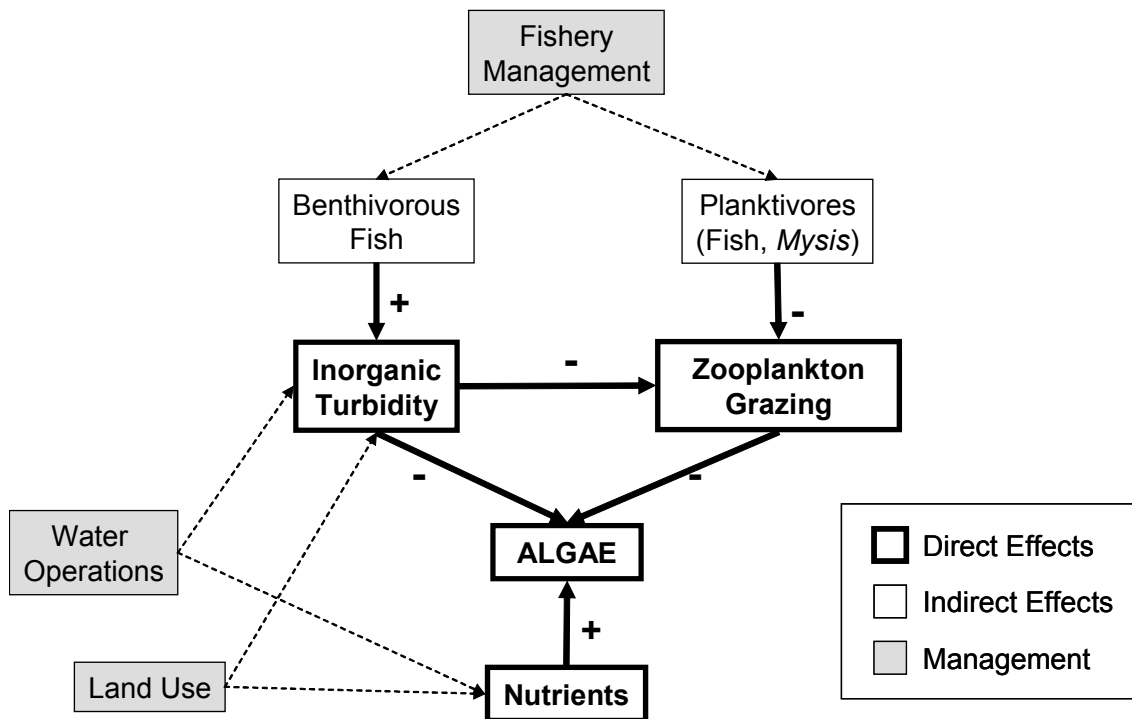 Fishery
Management
Benthivorous
Fish
Planktivores
(Fish, Mysis)
+
-
Inorganic
Turbidity
-
Zooplankton
Grazing
-
-
Water
Operations
ALGAE
+
Land Use
Nutrients
Direct Effects
Indirect Effects
Management